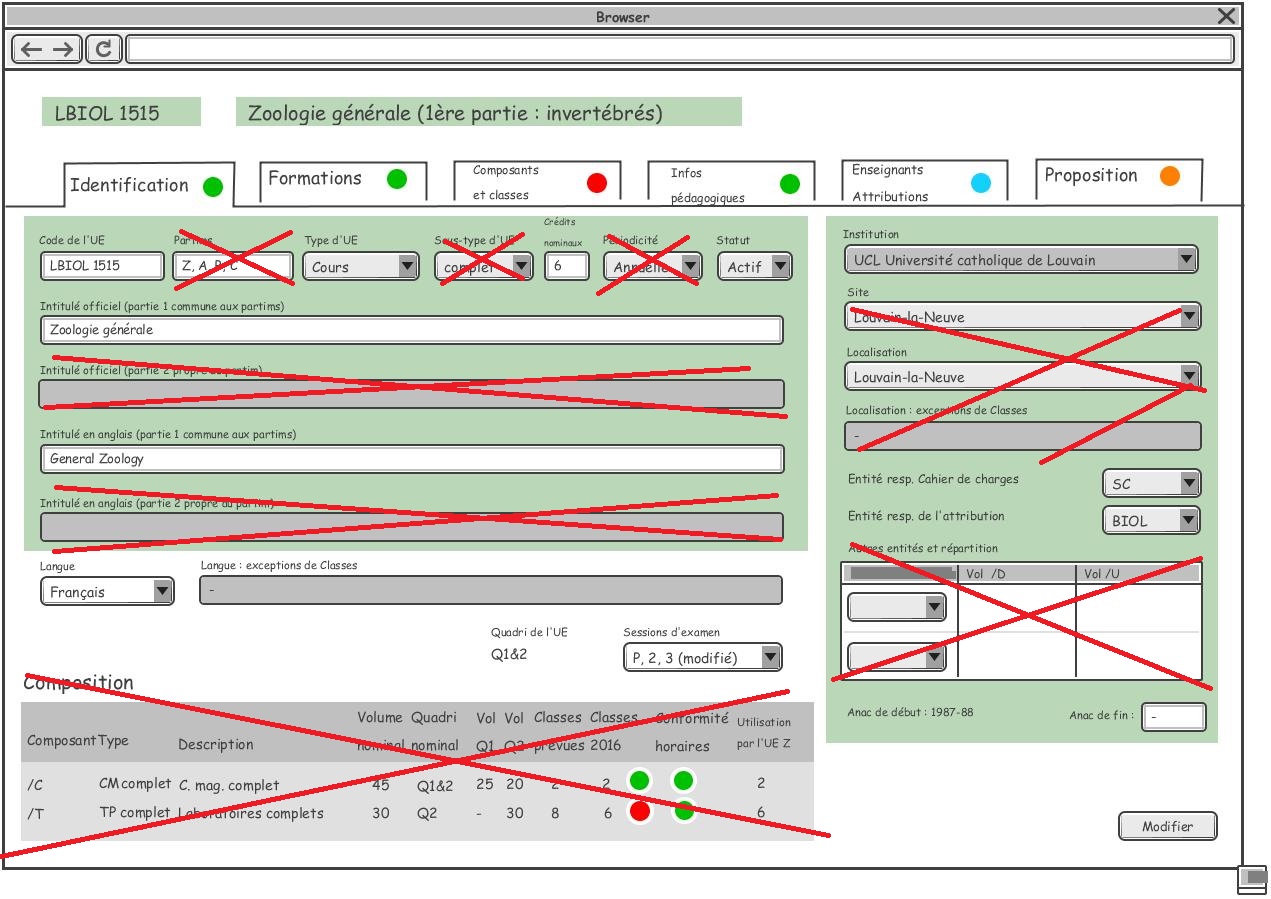 Browser
LBIOL 1515 Zoologie générale (1ère partie : invertébrés)
Identification
Formations
Composants
et classes
Infos
pédagogiques
Enseignants
Attributions
Proposition
Code de l'UE
LBIOL 1515
Partims
Z, A, B, C
Type d'UE
Cours
Sous-type d'UE
complet
Crédits
nominaux
6
Périodicité
Annuelle
Statut
Actif
Intitulé officiel (partie 1 commune aux partims)
Zoologie générale
Intitulé officiel (partie 2 propre au partim)
Intitulé en anglais (partie 1 commune aux partims)
General Zoology
Intitulé en anglais (partie 2 propre au partim)
Langue
Français
Langue : exceptions de Classes
-
Quadri de l'UE
Q1&2
Sessions d'examen
P, 2, 3 (modifié)
Institution
UCL Université catholique de Louvain
Site
Louvain-la-Neuve
Localisation
Louvain-la-Neuve
Localisation : exceptions de Classes
-
Entité resp. Cahier de charges SC
Entité resp. de l'attribution BIOL
Autres entités et répartition
Vol /D Vol /U
Anac de début : 1987-88 Anac de fin : -
Composition
Composant Type Description
Volume
nominal
Quadri
nominal
Vol
Q1
Vol
Q2
Classes
prévues
Classes
2016
Conformité
horaires
Utilisation
par l'UE Z
/C CM complet C. mag. complet 45 Q1&2 25 20 2 2 2
/T TP complet Laboratoires complets 30 Q2 - 30 8 6 6
Modifier